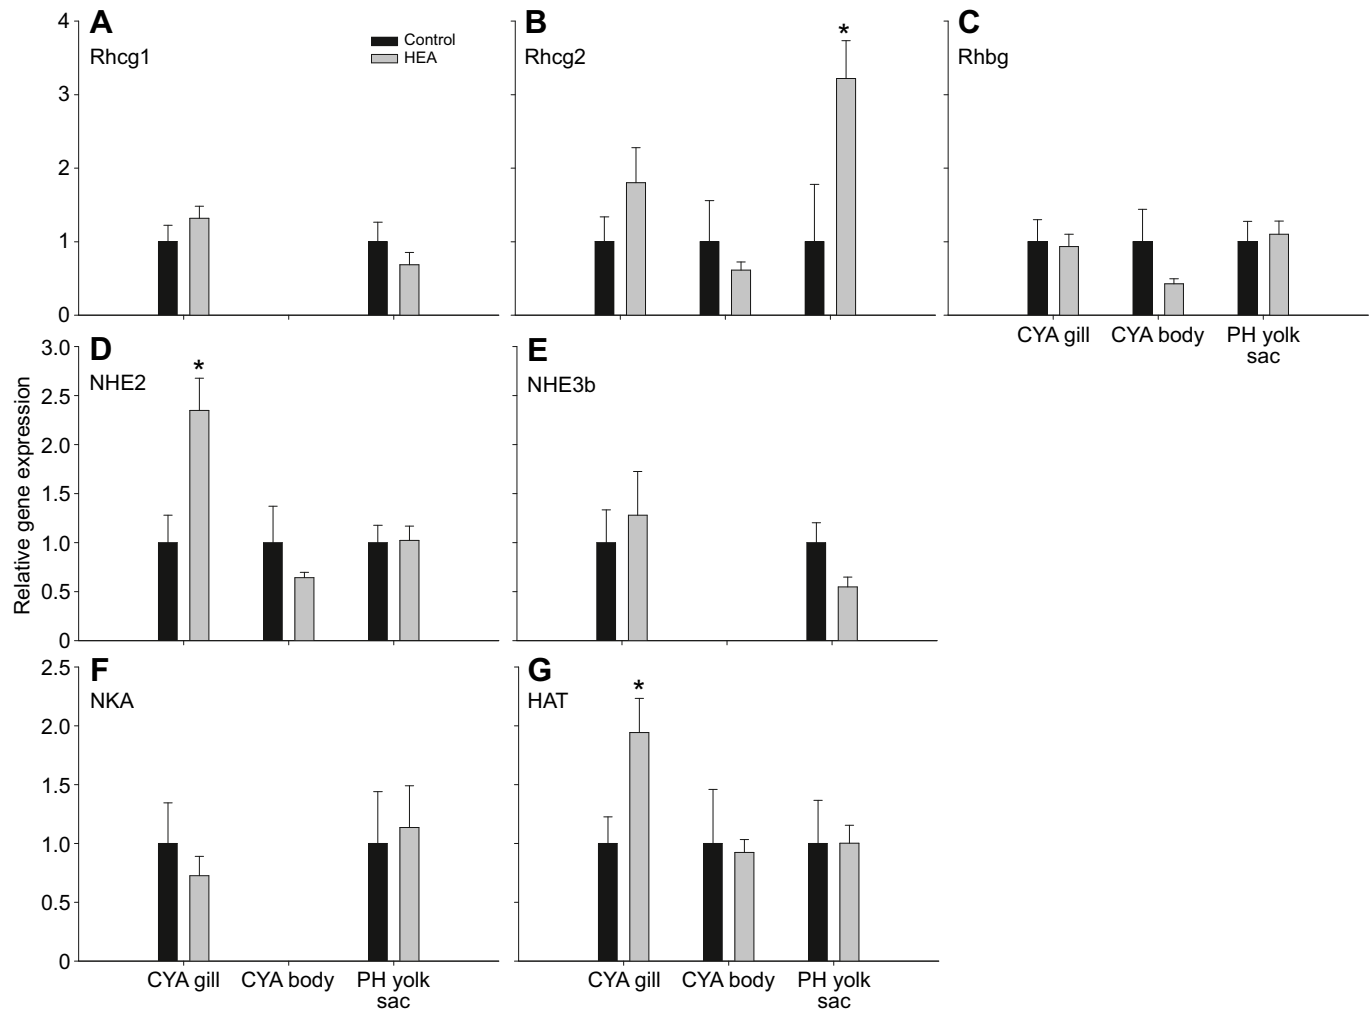 A
Rhcg1
Control
HEA
4
3
2
1
0
B
Rhcg2
*
C
Rhbg
CYA gill CYA body PH yolk
sac
Relative gene expression
D
NHE2
*
3.0
2.5
2.0
1.5
1.0
0.5
0
E
NHE3b
F
NKA
2.5
2.0
1.5
1.0
0.5
0
CYA gill CYA body PH yolk
sac
G
HAT
*
CYA gill CYA body PH yolk
sac